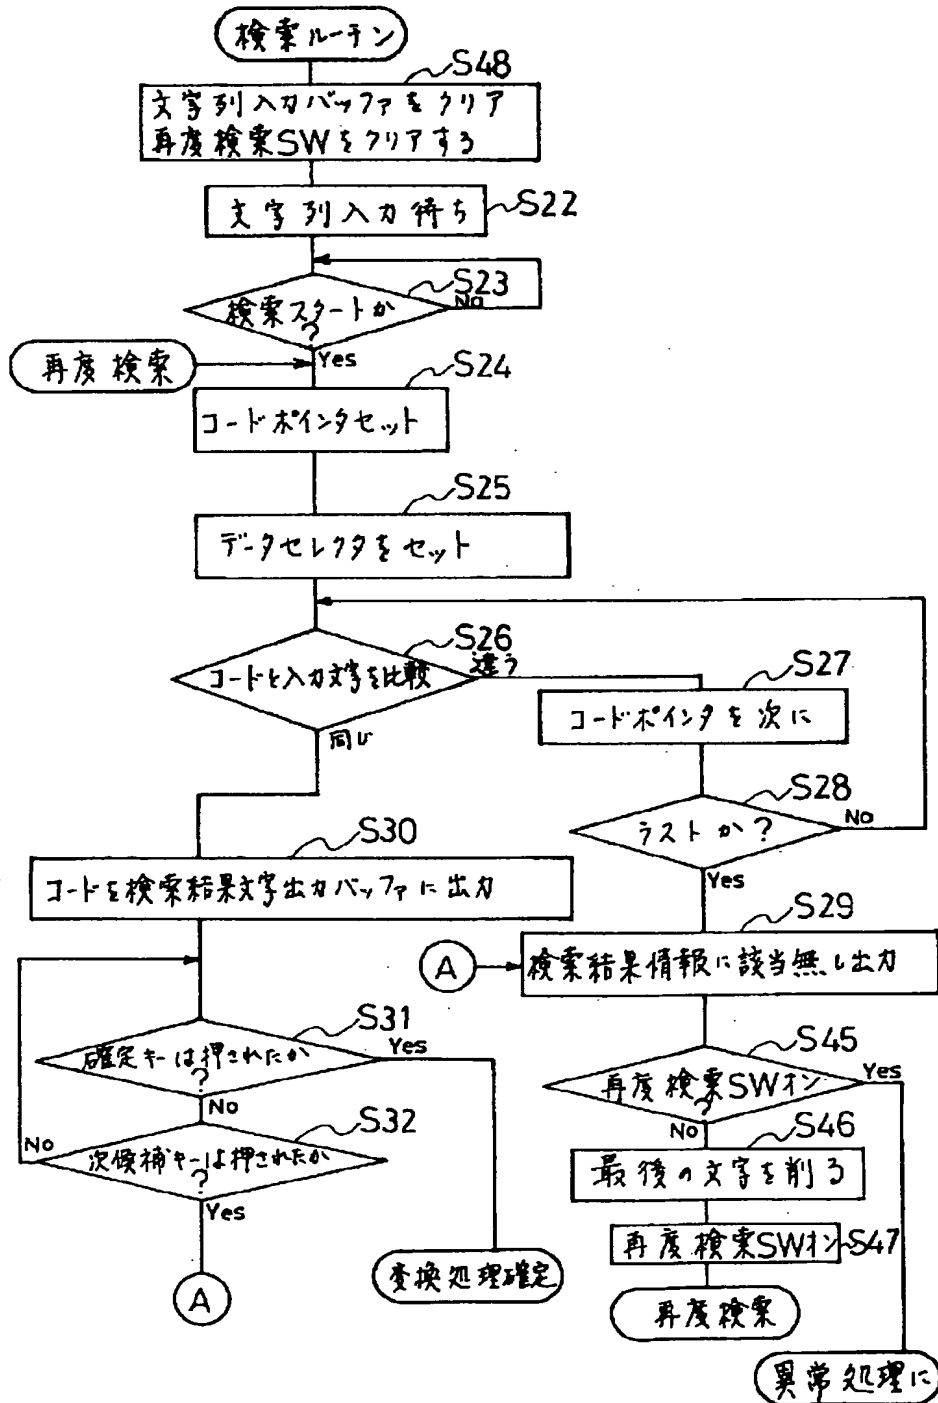 検索ルーチン
S48
文字列入力バッファをクリア
再度検索SWをクリアする
文字列入力待ち
S22
S23
検索スタートか
?
No
Yes
再度検索
S24
コードポインタセット
S25
データセレクタをセット
S26
コードと入力文字を比較
違う
同じ
S27
コードポインタを次に
S28
ラストか?
No
Yes
S30
コードを検索結果文字出力バッファに出力
S29
A
検索結果情報に該当無し出力
S31
確定キーは押されたか
?
Yes
No
S45
再度検索SWオン
?
Yes
No
S32
次候補キーは押されたか
?
No
Yes
S46
最後の文字を削る
再度検索SWオン
S47
変換処理確定
A
再度検索
異常処理に